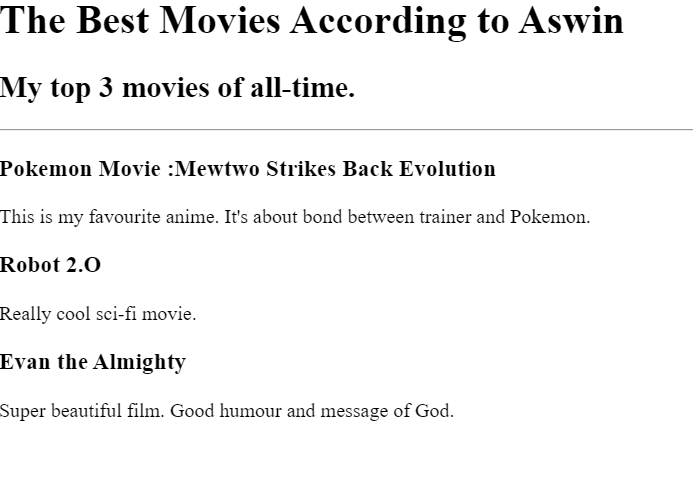 The Best Movies According to Aswin
My top 3 movies of all-time.
Pokemon Movie :Mewtwo Strikes Back Evolution
This is my favourite anime. It's about bond between trainer and Pokemon.
Robot 2.O
Really cool sci-fi movie.
Evan the Almighty
Super beautiful film. Good humour and message of God.